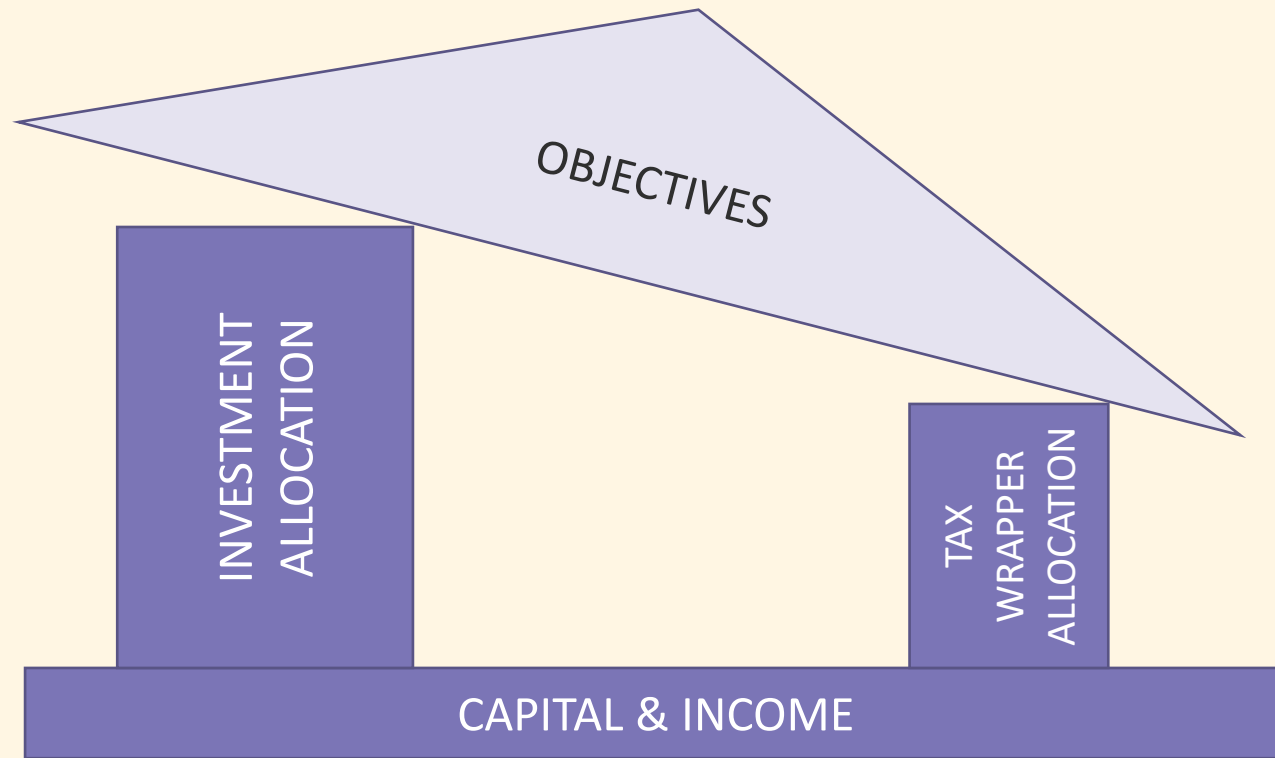 OBJECTIVES
INVESTMENT
ALLOCATION
TAX
WRAPPER
ALLOCATION
CAPITAL & INCOME